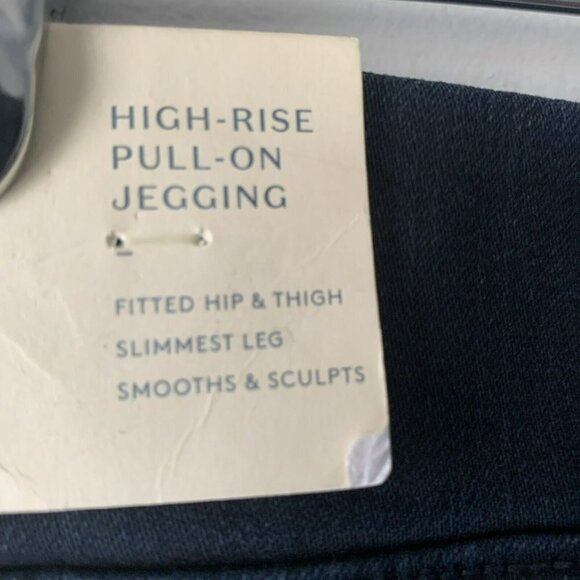 HIGH-RISE
PULL-ON
JEGGING
FITTED HIP & THIGH
SLIMMEST LEG
SMOOTHS & SCULPTS